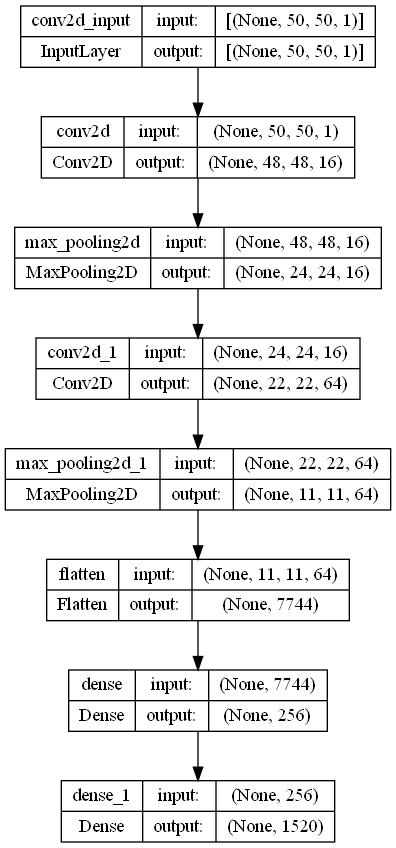 conv2d_input input: [(None, 50, 50, 1)]
InputLayer output: [(None, 50, 50, 1)]
conv2d input: (None, 50, 50, 1)
Conv2D output: (None, 48, 48, 16)
max_pooling2d input: (None, 48, 48, 16)
MaxPooling2D output: (None, 24, 24, 16)
conv2d_1 input: (None, 24, 24, 16)
Conv2D output: (None, 22, 22, 64)
max_pooling2d_1 input: (None, 22, 22, 64)
MaxPooling2D output: (None, 11, 11, 64)
flatten input: (None, 11, 11, 64)
Flatten output: (None, 7744)
dense input: (None, 7744)
Dense output: (None, 256)
dense_1 input: (None, 256)
Dense output: (None, 1520)